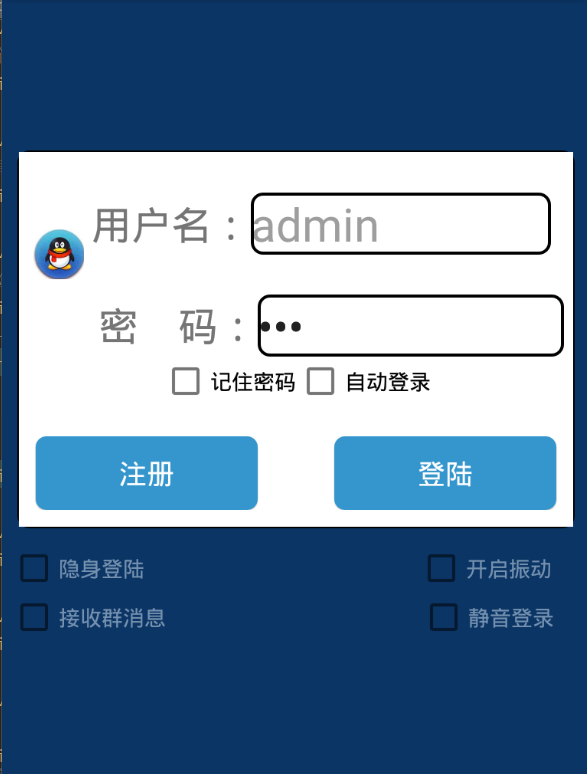 用户名：admin
密 码：•••
记住密码 自动登录
注册 登陆
隐身登陆 开启振动
接收群消息 静音登录